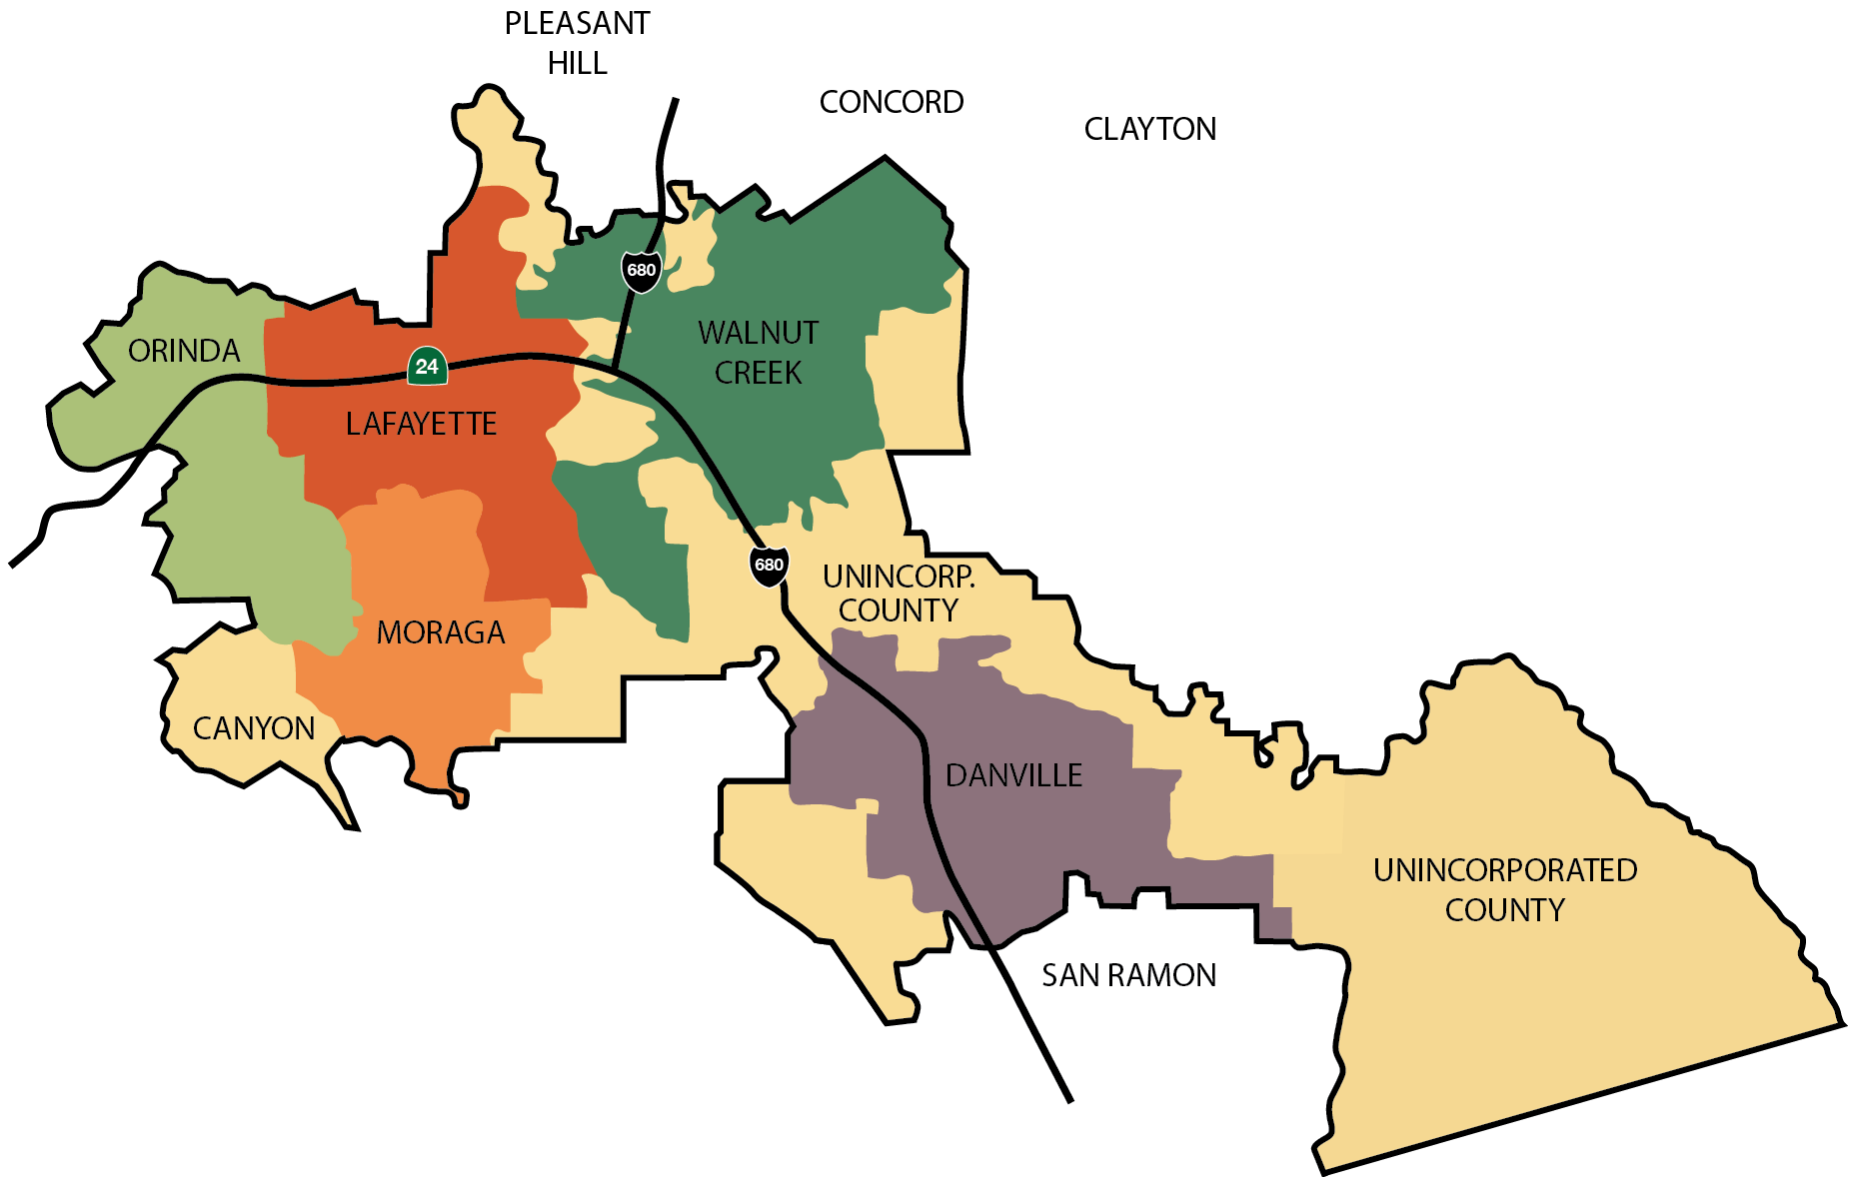 PLEASANT
HILL
CONCORD
CLAYTON
680
WALNUT
CREEK
ORINDA
24
LAFAYETTE
680
UNINCORP.
COUNTY
MORAGA
CANYON
DANVILLE
UNINCORPORATED
COUNTY
SAN RAMON